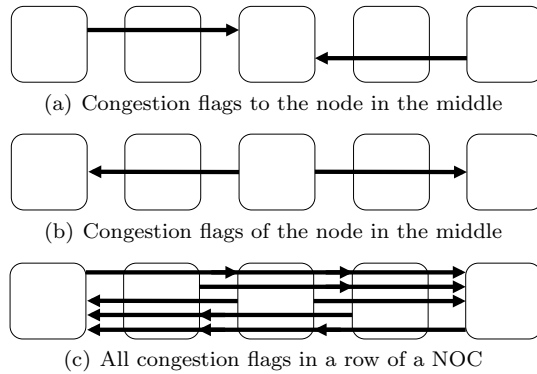 (a) Congestion flags to the node in the middle
(b) Congestion flags of the node in the middle
(c) All congestion flags in a row of a NOC